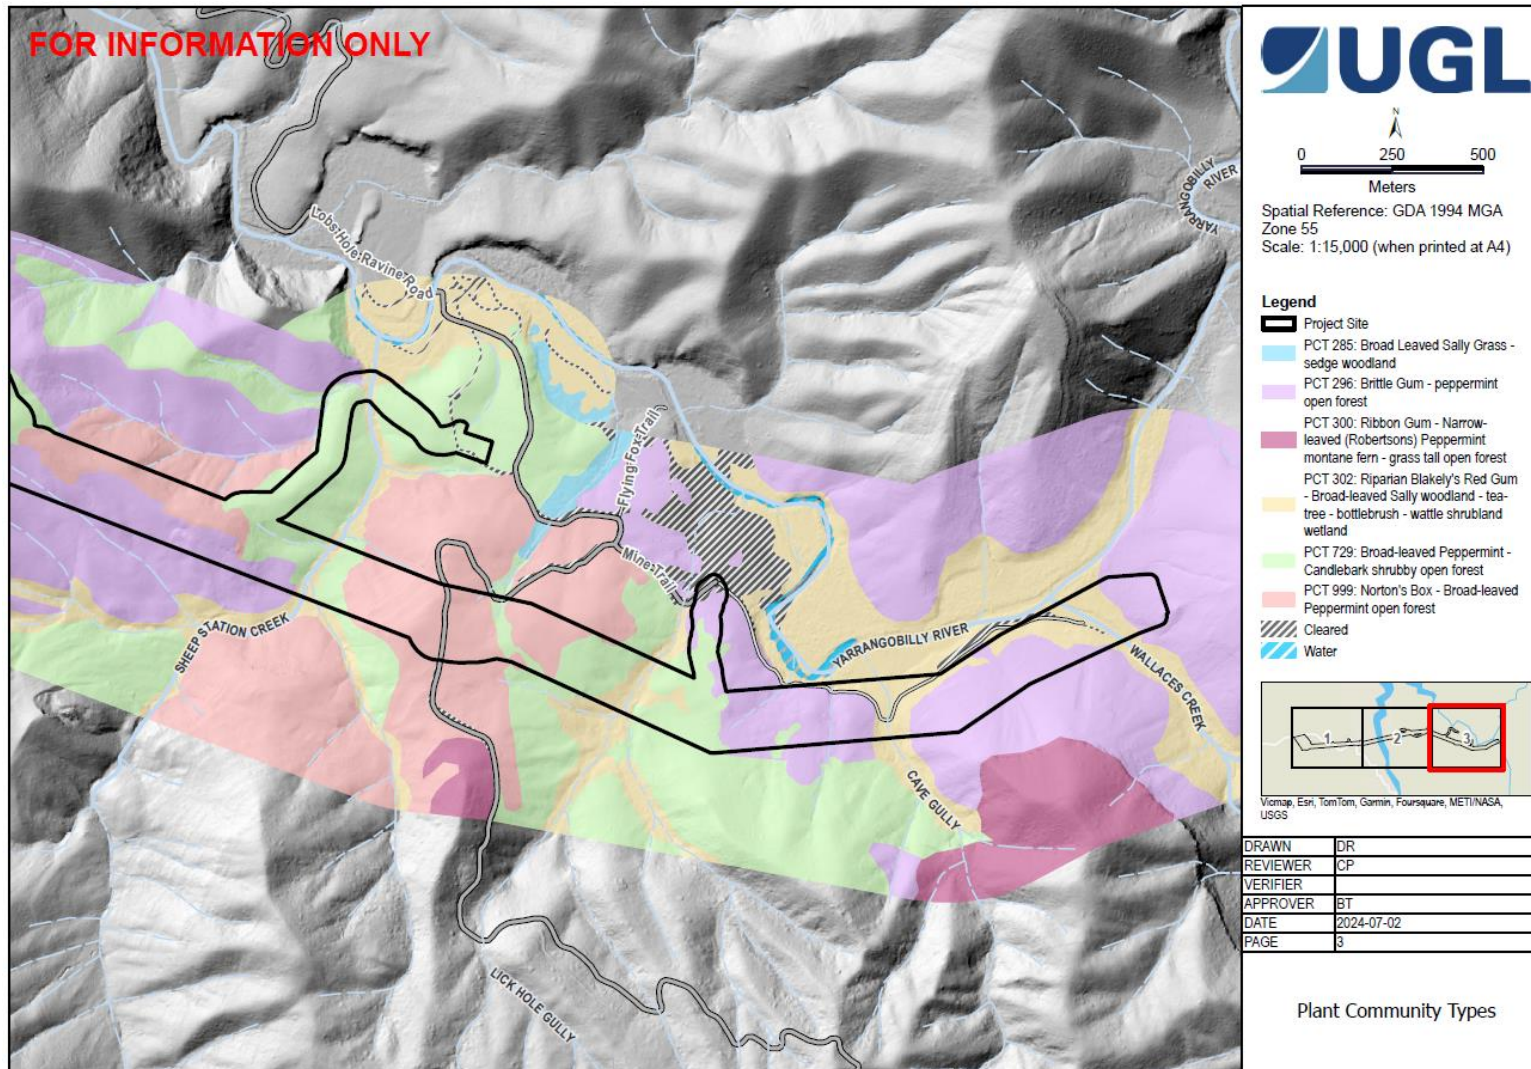 FOR INFORMATION ONLY
Lobs Hole Ravine Road
YARRANGOBILLY
RIVER
Flying Fox Trail
Mine Trail
SHEEP STATION CREEK
YARRANGOBILLY RIVER
WALLACES CREEK
CAVE GULLY
LICK HOLE GULLY
UGL
N
0 250 500
Meters
Spatial Reference: GDA 1994 MGA
Zone 55
Scale: 1:15,000 (when printed at A4)
Legend
Project Site
PCT 285: Broad Leaved Sally Grass -
sedge woodland
PCT 296: Brittle Gum - peppermint
open forest
PCT 300: Ribbon Gum - Narrow-
leaved (Robertsons) Peppermint
montane fern - grass tall open forest
PCT 302: Riparian Blakely's Red Gum
- Broad-leaved Sally woodland - tea-
tree - bottlebrush - wattle shrubland
wetland
PCT 729: Broad-leaved Peppermint -
Candlebark shrubby open forest
PCT 999: Norton's Box - Broad-leaved
Peppermint open forest
Cleared
Water
1 2 3
Vicmap, Esri, TomTom, Garmin, Foursquare, METI/NASA,
USGS
DRAWN DR
REVIEWER CP
VERIFIER
APPROVER BT
DATE 2024-07-02
PAGE 3
Plant Community Types